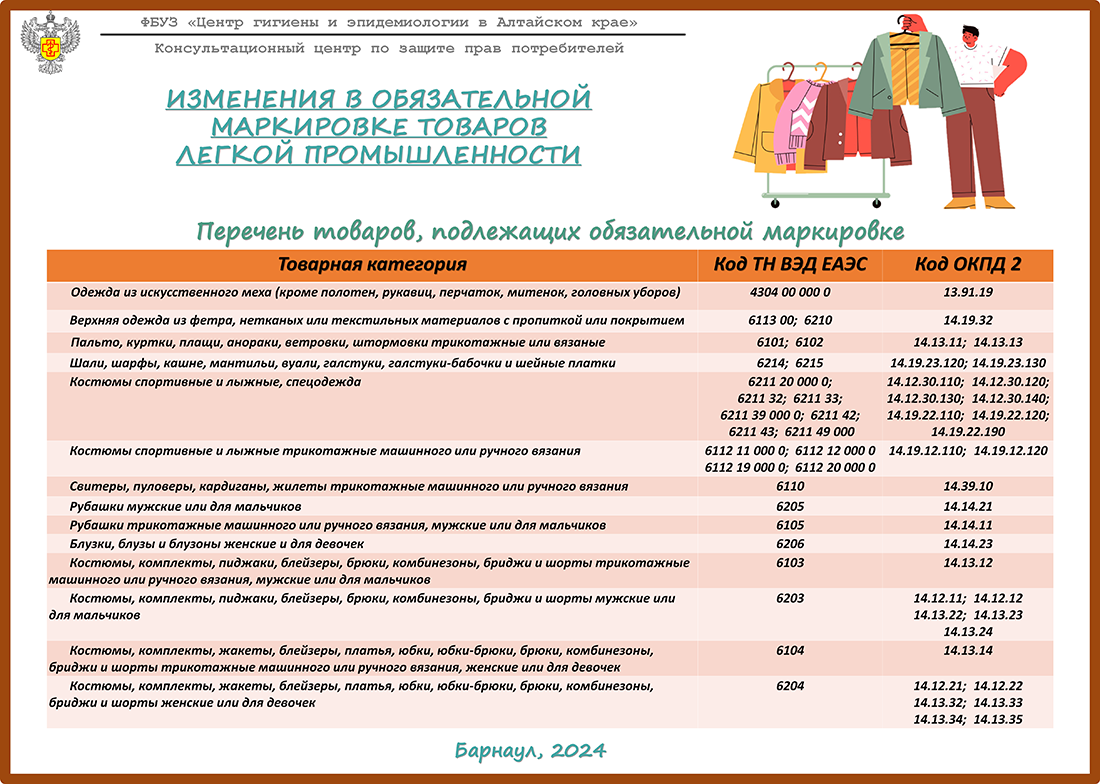 ФБУЗ «Центр гигиены и эпидемиологии в Алтайском крае»
Консультационный центр по защите прав потребителей
ИЗМЕНЕНИЯ В ОБЯЗАТЕЛЬНОЙ
МАРКИРОВКЕ ТОВАРОВ
ЛЕГКОЙ ПРОМЫШЛЕННОСТИ
Перечень товаров, подлежащих обязательной маркировке
Товарная категория Код ТН ВЭД ЕАЭС Код ОКПД 2
Одежда из искусственного меха (кроме полотен, рукавиц, перчаток, митенок, головных уборов) 4304 00 000 0 13.91.19
Верхняя одежда из фетра, нетканых или текстильных материалов с пропиткой или покрытием 6113 00; 6210 14.19.32
Пальто, куртки, плащи, анораки, ветровки, штормовки трикотажные или вязаные 6101; 6102 14.13.11; 14.13.13
Шали, шарфы, кашне, мантильи, вуали, галстуки, галстуки-бабочки и шейные платки 6214; 6215 14.19.23.120; 14.19.23.130
Костюмы спортивные и лыжные, спецодежда 6211 20 000 0; 14.12.30.110; 14.12.30.120;
6211 32; 6211 33; 14.12.30.130; 14.12.30.140;
6211 39 000 0; 6211 42; 14.19.22.110; 14.19.22.120;
6211 43; 6211 49 000 14.19.22.190
Костюмы спортивные и лыжные трикотажные машинного или ручного вязания 6112 11 000 0; 6112 12 000 0 14.19.12.110; 14.19.12.120
6112 19 000 0; 6112 20 000 0
Свитеры, пуловеры, кардиганы, жилеты трикотажные машинного или ручного вязания 6110 14.39.10
Рубашки мужские или для мальчиков 6205 14.14.21
Рубашки трикотажные машинного или ручного вязания, мужские или для мальчиков 6105 14.14.11
Блузки, блузы и блузоны женские и для девочек 6206 14.14.23
Костюмы, комплекты, пиджаки, блейзеры, брюки, комбинезоны, бриджи и шорты трикотажные 6103 14.13.12
машинного или ручного вязания, мужские или для мальчиков
Костюмы, комплекты, пиджаки, блейзеры, брюки, комбинезоны, бриджи и шорты мужские или 6203 14.12.11; 14.12.12
для мальчиков 14.13.22; 14.13.23
14.13.24
Костюмы, комплекты, жакеты, блейзеры, платья, юбки, юбки-брюки, брюки, комбинезоны, 6104 14.13.14
бриджи и шорты трикотажные машинного или ручного вязания, женские или для девочек
Костюмы, комплекты, жакеты, блейзеры, платья, юбки, юбки-брюки, брюки, комбинезоны, 6204 14.12.21; 14.12.22
бриджи и шорты женские или для девочек 14.13.32; 14.13.33
14.13.34; 14.13.35
Барнаул, 2024